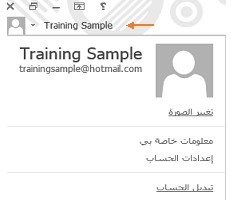 Training Sample
Training Sample
trainingsample@hotmail.com
تغيير الصورة
معلومات خاصة بي
إعدادات الحساب
تبديل الحساب